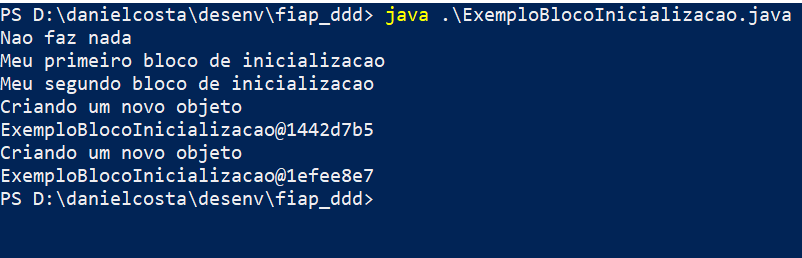 PS D:\danielcosta\desenv\fiap_ddd> java .\ExemploBlocoInicializacao.java
Nao faz nada
Meu primeiro bloco de inicializacao
Meu segundo bloco de inicializacao
Criando um novo objeto
ExemploBlocoInicializacao@1442d7b5
Criando um novo objeto
ExemploBlocoInicializacao@1efee8e7
PS D:\danielcosta\desenv\fiap_ddd>